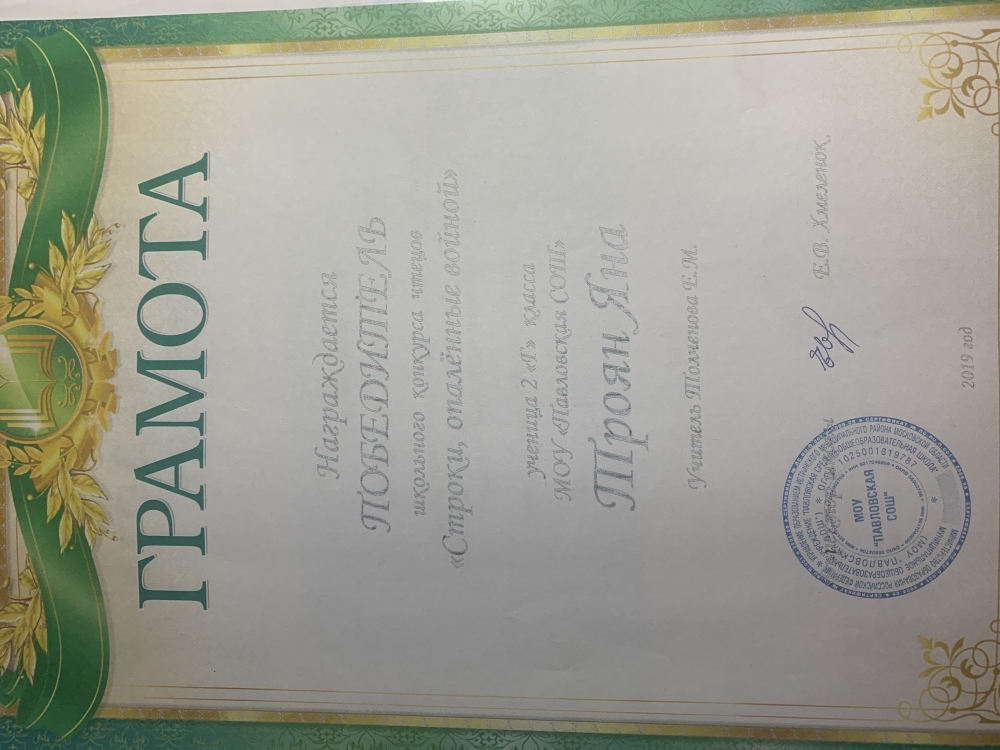 ГРАМОТА
Награждается
ПОБЕДИТЕЛЬ
школьного конкурса чтецов
«Строки, опалённые войной»
ученица 2 «Г» класса
МОУ «Павловская СОШ»
Троян Яна
Учитель Толченова Е.М.
Е.В. Хмеленок.
МОУ
"ПАВЛОВСКАЯ
СОШ"
1025001819787
2019 год